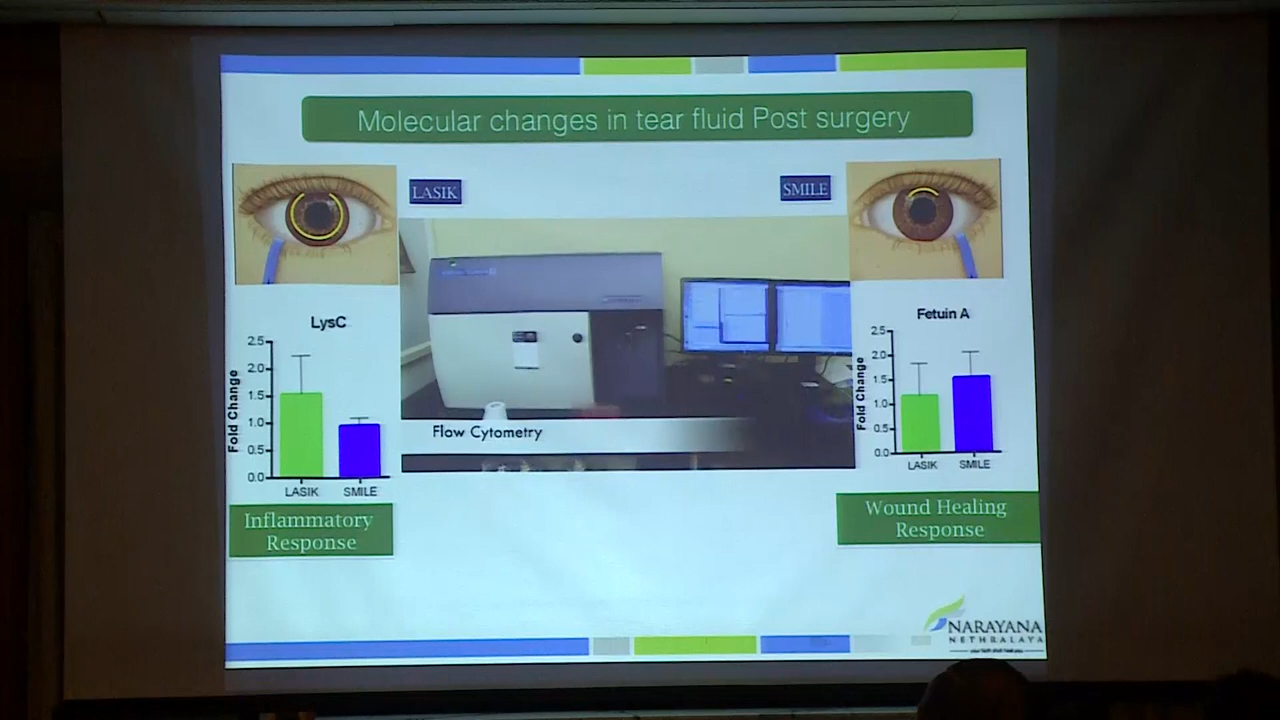 Molecular changes in tear fluid Post surgery
LASIK
SMILE
LysC
Fold Change
2.5
2.0
1.5
1.0
0.5
0.0
LASIK SMILE
Inflammatory
Response
Flow Cytometry
Fetuin A
Fold Change
2.5
2.0
1.5
1.0
0.5
0.0
LASIK SMILE
Wound Healing
Response
NARAYANA
NETHRALAYA